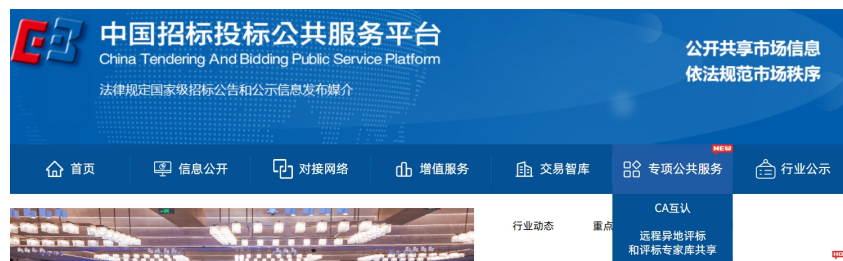 中国招标投标公共服务平台
China Tendering And Bidding Public Service Platform
法律规定国家级招标公告和公示信息发布媒介
公开共享市场信息
依法规范市场秩序
NEW
首页
信息公开
对接网络
增值服务
交易智库
专项公共服务
行业公示
CA互认
远程异地评标
和评标专家库共享
行业动态
重点